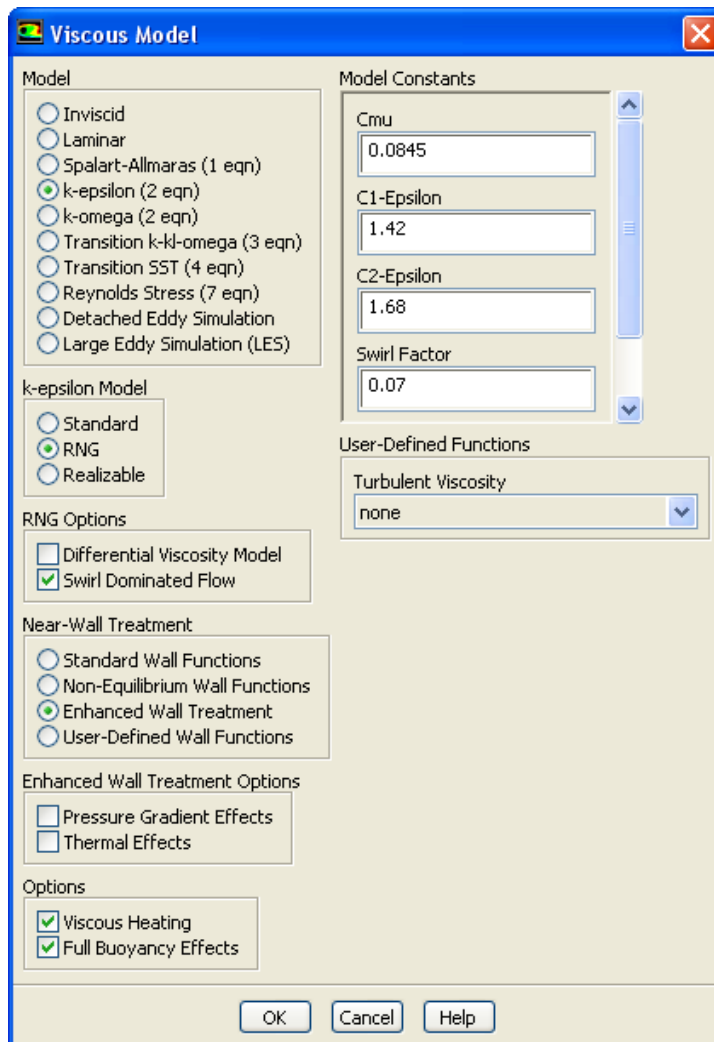 Viscous Model
Model
Inviscid
Laminar
Spalart-Allmaras (1 eqn)
k-epsilon (2 eqn)
k-omega (2 eqn)
Transition k-kl-omega (3 eqn)
Transition SST (4 eqn)
Reynolds Stress (7 eqn)
Detached Eddy Simulation
Large Eddy Simulation (LES)
k-epsilon Model
Standard
RNG
Realizable
RNG Options
Differential Viscosity Model
Swirl Dominated Flow
Near-Wall Treatment
Standard Wall Functions
Non-Equilibrium Wall Functions
Enhanced Wall Treatment
User-Defined Wall Functions
Enhanced Wall Treatment Options
Pressure Gradient Effects
Thermal Effects
Options
Viscous Heating
Full Buoyancy Effects
Model Constants
Cmu
0.0845
C1-Epsilon
1.42
C2-Epsilon
1.68
Swirl Factor
0.07
User-Defined Functions
Turbulent Viscosity
none
OK
Cancel
Help